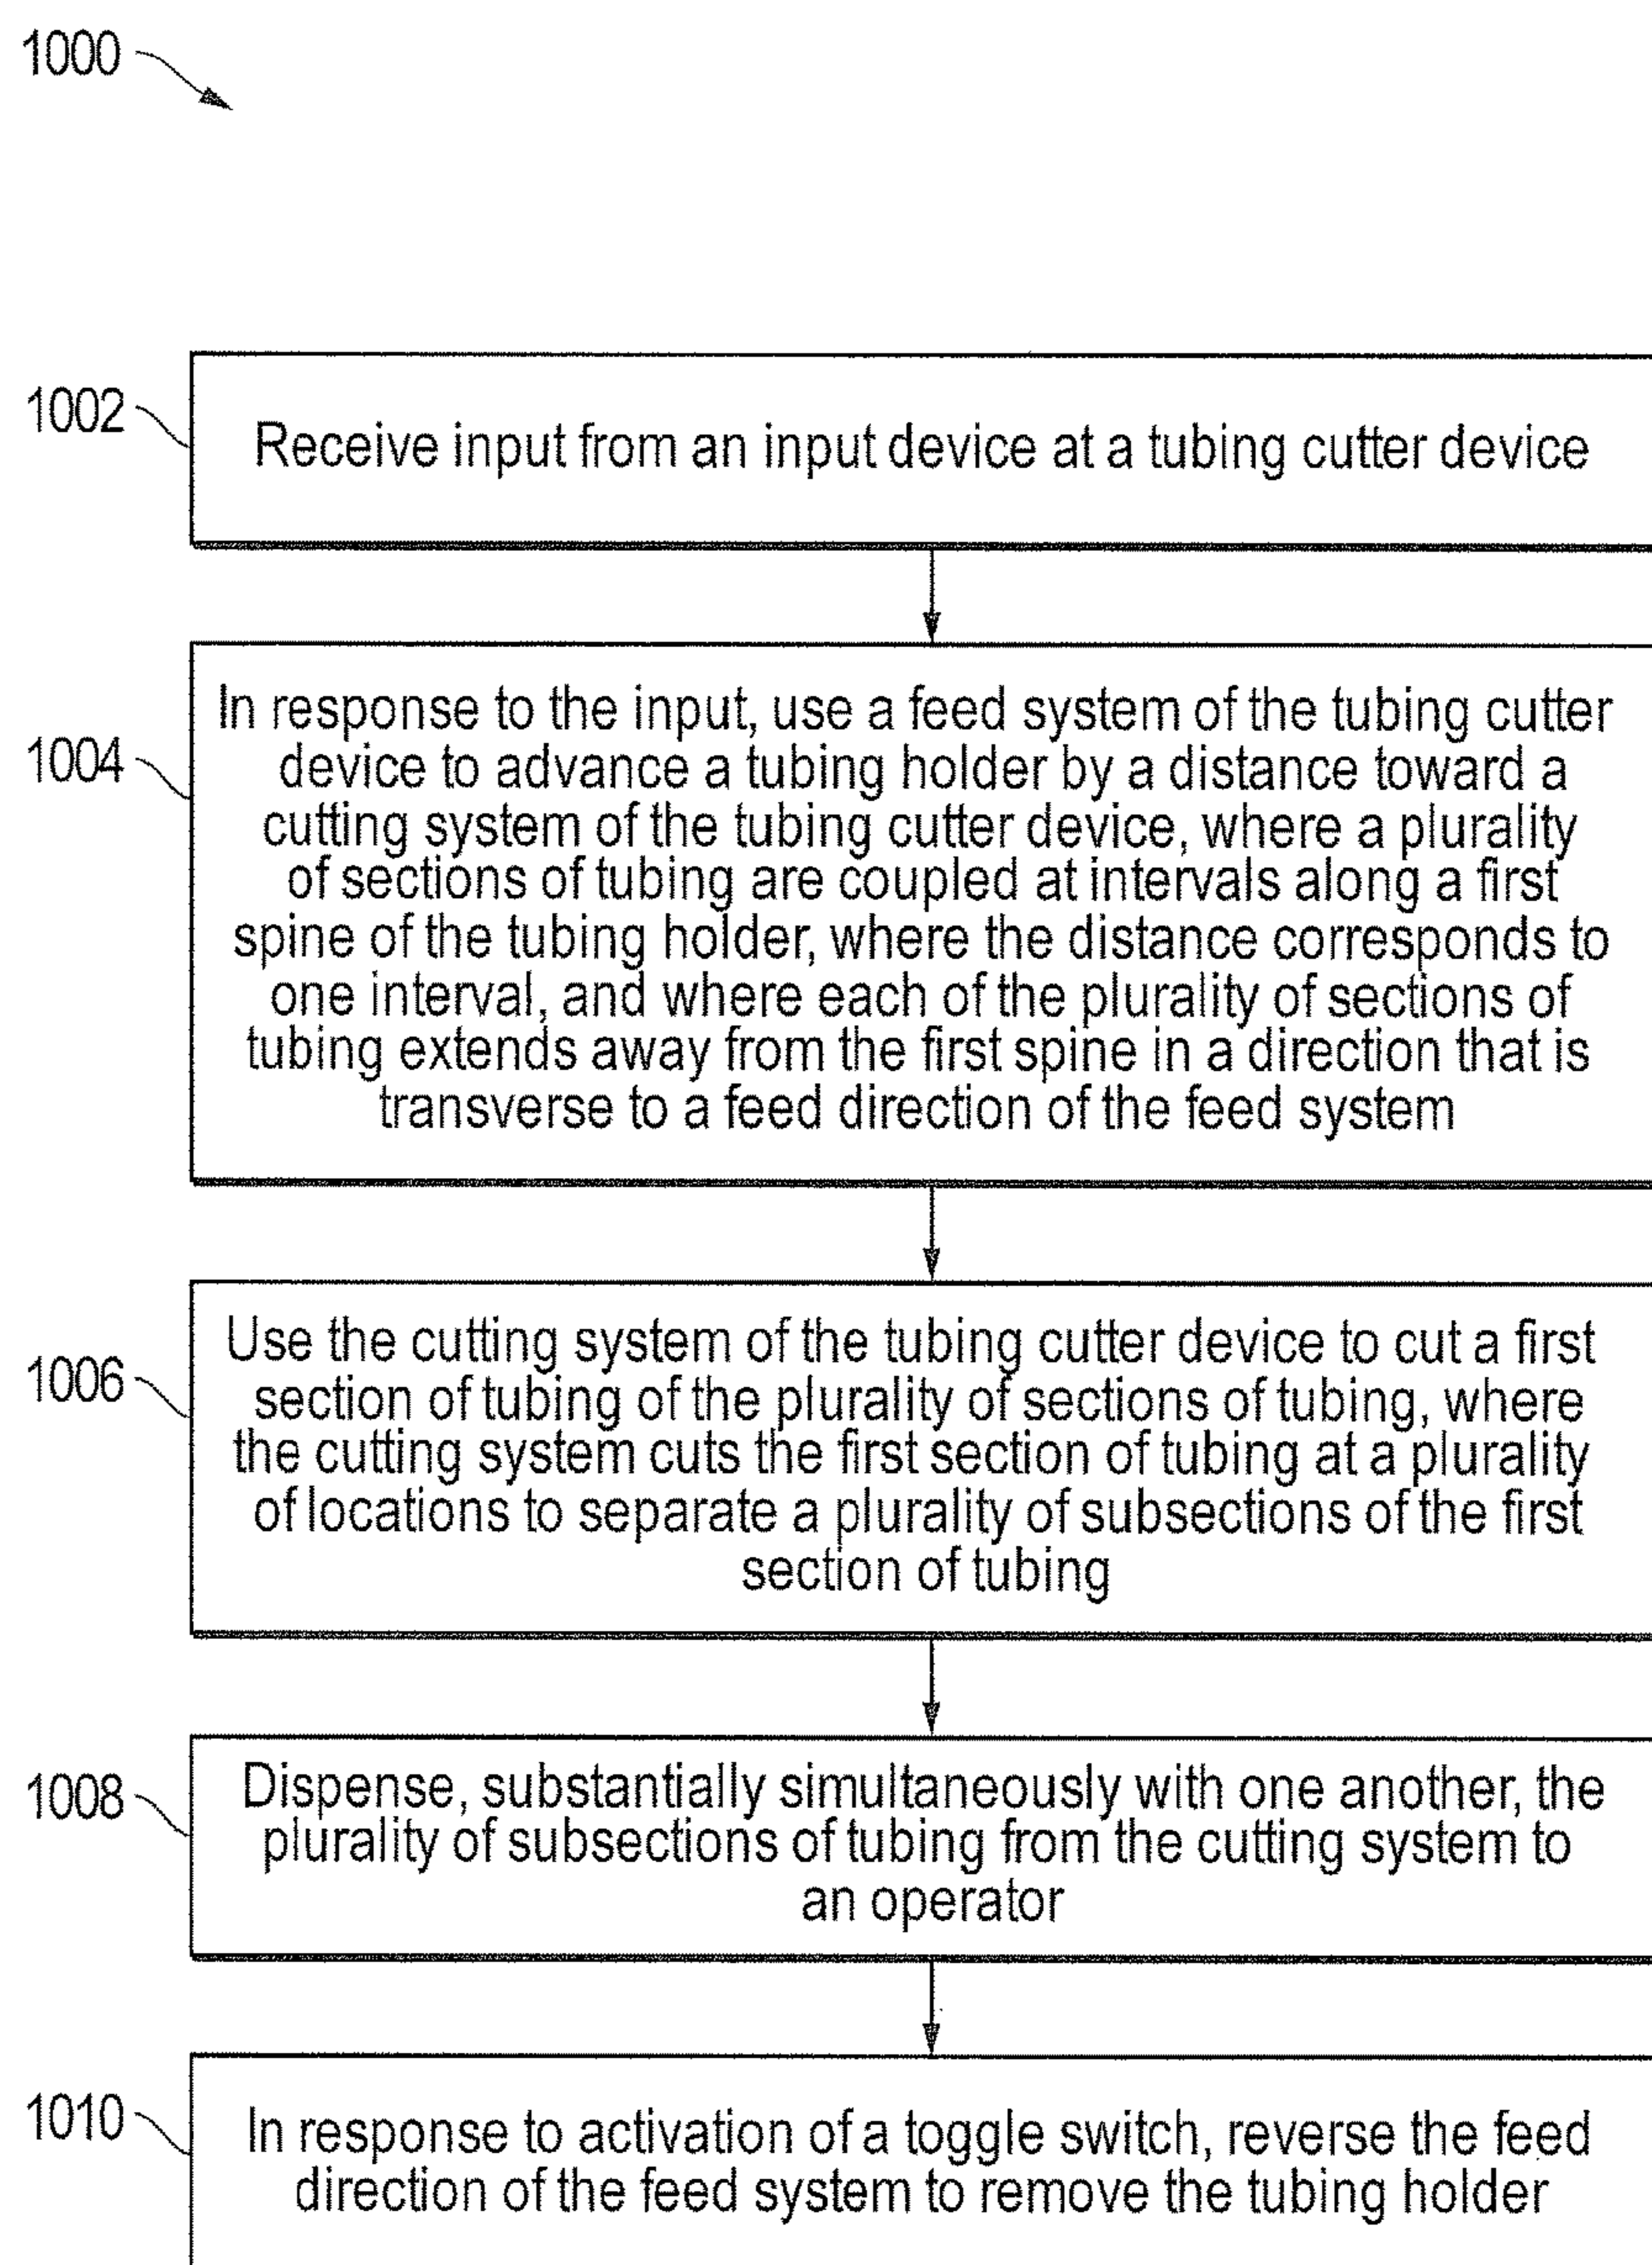 1000
1002
Receive input from an input device at a tubing cutter device
1004
In response to the input, use a feed system of the tubing cutter
device to advance a tubing holder by a distance toward a
cutting system of the tubing cutter device, where a plurality
of sections of tubing are coupled at intervals along a first
spine of the tubing holder, where the distance corresponds to
one interval, and where each of the plurality of sections of
tubing extends away from the first spine in a direction that is
transverse to a feed direction of the feed system
1006
Use the cutting system of the tubing cutter device to cut a first
section of tubing of the plurality of sections of tubing, where
the cutting system cuts the first section of tubing at a plurality
of locations to separate a plurality of subsections of the first
section of tubing
1008
Dispense, substantially simultaneously with one another, the
plurality of subsections of tubing from the cutting system to
an operator
1010
In response to activation of a toggle switch, reverse the feed
direction of the feed system to remove the tubing holder